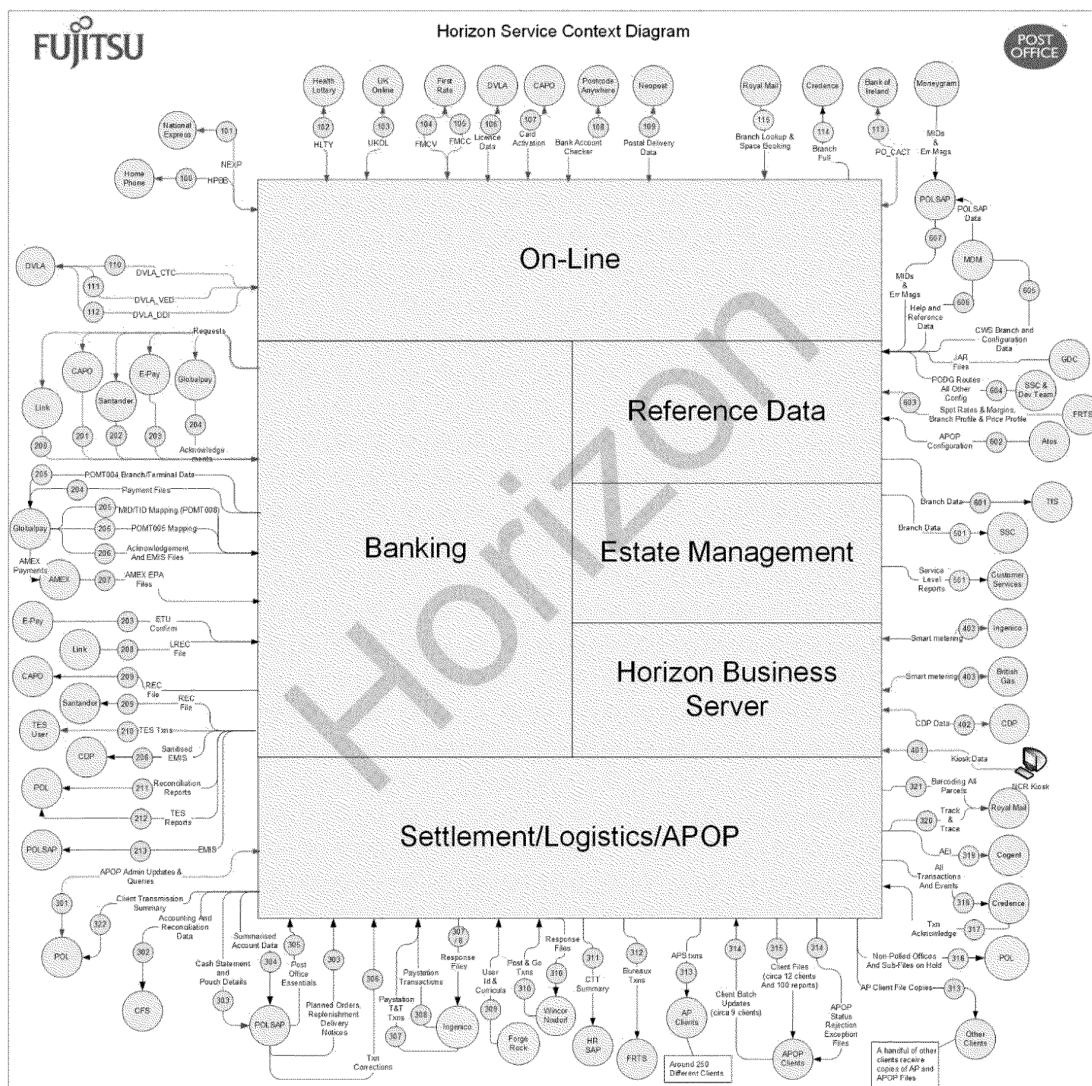 FUJITSU
Horizon Service Context Diagram
POST
OFFICE
Health
Lottery
UK
Online
First
Rate
DVLA
CAPO
Postcode
Anywhere
Neopost
Royal Mail
Credence
Bank of
Ireland
Moneygram
National
Express
101
102
103
104
105
106
107
108
109
115
114
113
HLTY
UKOL
FMCV
FMCC
Licence
Data
Card
Activation
Bank Account
Checker
Postal Delivery
Data
Branch Lookup &
Space Booking
Branch
Full
PO_CACT
MIDs
&
Err Msgs
NEXP
HPBB
Home
Phone
100
POLSAP
POLSAP
Data
607
MDM
On-Line
DVLA
110
DVLA_CTC
111
DVLA_VED
112
DVLA_DDI
MIDs
&
Err Msgs
606
605
Help and
Reference
Data
CWS Branch and
Configuration
Data
Requests
CAPO
E-Pay
Globalpay
Santander
Link
200
201
202
203
204
Acknowledge
ments
JAR
Files
GDC
PODG Routes
All Other
Config
604
SSC &
Dev Team
603
Spot Rates & Margins,
Branch Profile & Price Profile
FRTS
APOP
Configuration
602
Atos
Reference Data
205
POMT004 Branch/Terminal Data
204
Payment Files
Globalpay
205
MID/TID Mapping (POMT008)
205
POMT005 Mapping
206
Acknowledgement
And EMIS Files
AMEX
Payments
AMEX
207
AMEX EPA
Files
Branch Data
601
TfS
Branch Data
501
SSC
Banking
Estate Management
Service
Level
Reports
501
Customer
Services
E-Pay
203
ETU
Confirm
Link
208
LREC
File
Smart metering
403
Ingenico
CAPO
209
REC
File
Santander
209
REC
File
Horizon Business
Server
Smart metering
403
British
Gas
TES
User
210
TES Txns
CDP Data
402
CDP
CDP
206
Sanitised
EMIS
401
Kiosk Data
NCR Kiosk
POL
211
Reconciliation
Reports
212
TES
Reports
321
Barcoding All
Parcels
320
Track
&
Trace
Royal Mail
Settlement/Logistics/APOP
POLSAP
213
EMIS
AEI
319
Cogent
APOP Admin Updates &
Queries
301
All
Transactions
And Events
318
Credence
Client Transmission
Summary
322
POL
Txn
Acknowledge
317
Accounting And
Reconciliation
Data
302
CFS
Non-Polled Offices
And Sub-Files on Hold
316
POL
Cash Statement
and
Pouch Details
303
Summarised
Account Data
304
305
Post
Office
Essentials
303
Planned Orders,
Replenishment
Delivery
Notices
POLSAP
306
Txn
Corrections
Paystation
Transactions
Paystation
T&T
Txns
307
308
307
/8
Response
Files
Ingenico
User
Id &
Curricula
309
Forge
Rock
Post & Go
Txns
310
Response
Files
310
Wincor
Nixdorf
311
CTT
Summary
HR
SAP
312
Bureaux
Txns
FRTS
APS txns
313
AP
Clients
Around 250
Different Clients
314
Client Batch
Updates
(circa 9 clients)
315
Client Files
(circa 12 clients
And 100 reports)
314
APOP
Status
Rejection
Exception
Files
APOP
Clients
AP Client File Copies
313
Other
Clients
A handful of other
clients receive
copies of AP and
APOP Files
Horizon